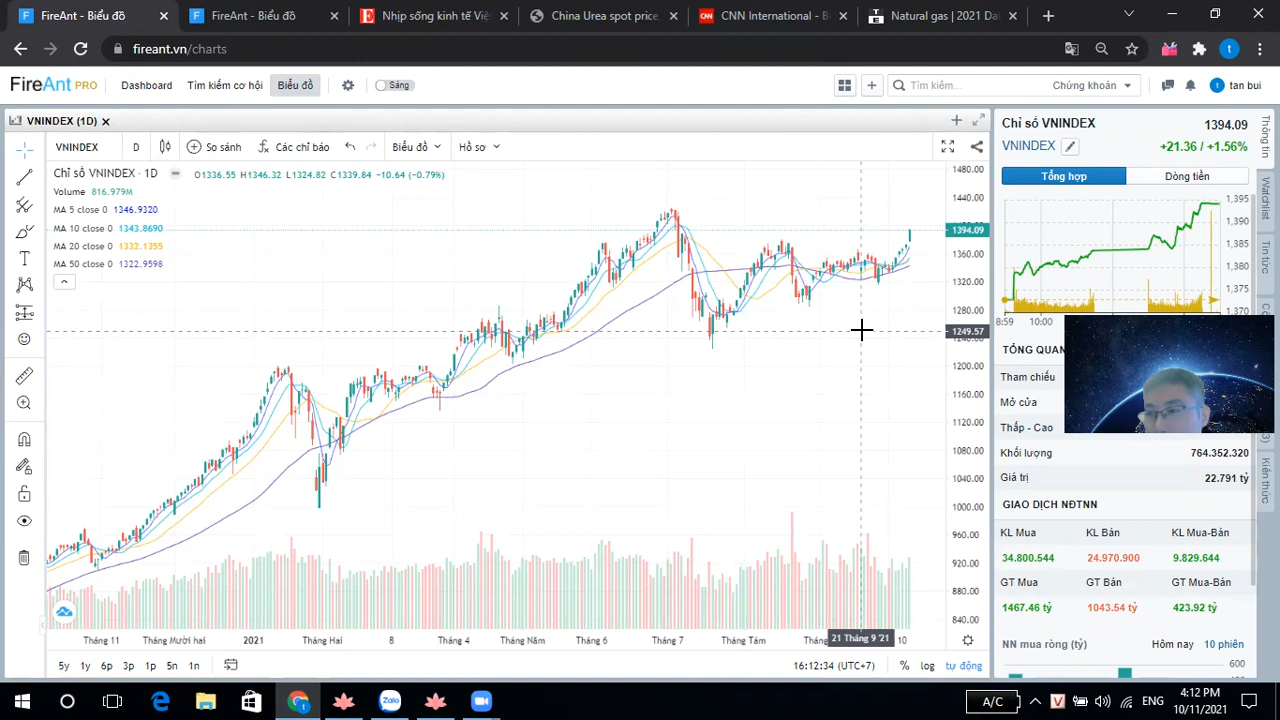 FireAnt - Biểu đồ
FireAnt - Biểu đồ
Nhịp sống kinh tế Việ
China Urea spot price
CNN International - B
Natural gas | 2021 Dat
fireant.vn/charts
t
FireAnt PRO
Dashboard
Tìm kiếm cơ hội
Biểu đồ
Sáng
Tìm kiếm.
Chứng khoán
t tan bui
VNINDEX (1D)
VNINDEX
D
So sánh
Các chỉ báo
Biểu đồ
Hồ sơ
Chỉ số VNINDEX · 1D
O1336.55 H1346.32 L1324.82 C1339.84 -10.64 (-0.79%)
Volume 816.979M
MA 5 close 0 1346.9320
MA 10 close 0 1343.8690
MA 20 close 0 1332.1355
MA 50 close 0 1322.9598
1480.00
1440.00
1394.09
1360.00
1320.00
1280.00
1249.57
1200.00
1160.00
1120.00
1080.00
1040.00
1000.00
960.00
920.00
880.00
840.00
Tháng 11
Tháng Mười hai
2021
Tháng Hai
8
Tháng 4
Tháng Năm
Tháng 6
Tháng 7
Tháng Tám
21 Tháng 9 '21
10
5y 1y 6p 3p 1p 5n 1n
16:12:34 (UTC+7)
% log tự động
Chỉ số VNINDEX
1394.09
VNINDEX
+21.36 / +1.56%
Tổng hợp
Dòng tiền
1,395
1,390
1,385
1,380
1,375
1,370
8:59
10:00
TỔNG QUAN
Tham chiếu
Mở cửa
Thấp - Cao
Khối lượng
764.352.320
Giá trị
22.791 tỷ
GIAO DỊCH NĐTNN
KL Mua
KL Bán
KL Mua-Bán
34.800.544
24.970.900
9.829.644
GT Mua
GT Bán
GT Mua-Bán
1467.46 tỷ
1043.54 tỷ
423.92 tỷ
NN mua ròng (tỷ)
Hôm nay
10 phiên
600
Thông tin
Watchlist
Tin tức
Kiến thức
Zalo
A/C
V
ENG
4:12 PM
10/11/2021